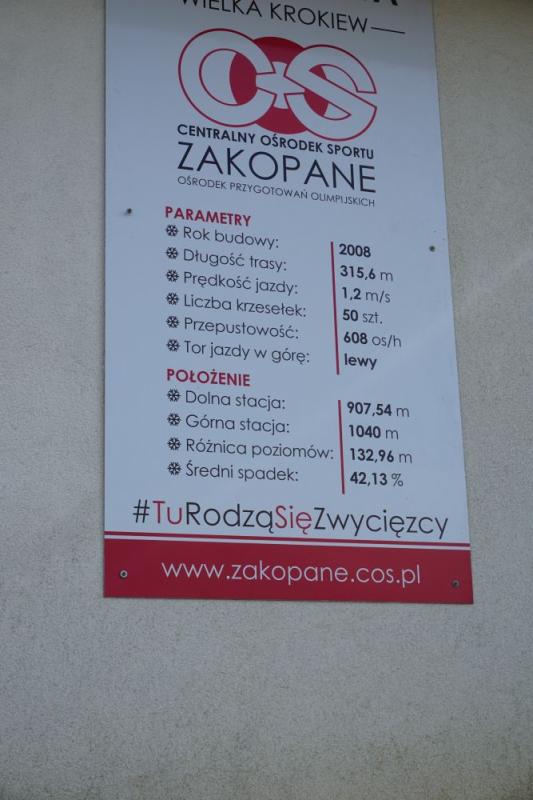 WIELKA KROKIEW
COS
CENTRALNY OŚRODEK SPORTU
ZAKOPANE
OŚRODEK PRZYGOTOWAŃ OLIMPIJSKICH
PARAMETRY
Rok budowy: 2008
Długość trasy: 315,6 m
Prędkość jazdy: 1,2 m/s
Liczba krzesełek: 50 szt.
Przepustowość: 608 os/h
Tor jazdy w górę: lewy
POŁOŻENIE
Dolna stacja: 907,54 m
Górna stacja: 1040 m
Różnica poziomów: 132,96 m
Średni spadek: 42,13 %
#TuRodząSięZwycięzcy
www.zakopane.cos.pl